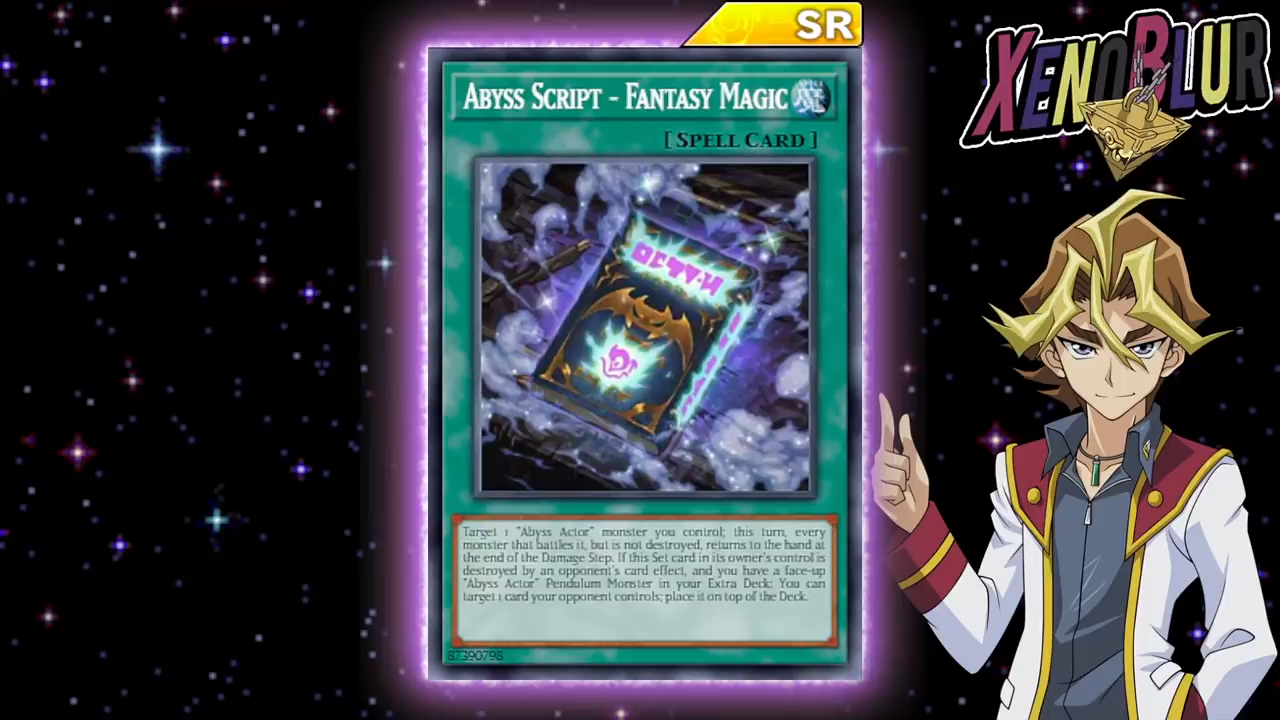 SR
XENOBLUR
ABYSS SCRIPT - FANTASY MAGIC
[ SPELL CARD ]
Target 1 "Abyss Actor" monster you control; this turn, every
monster that battles it, but is not destroyed, returns to the hand at
the end of the Damage Step. If this Set card in its owner's control is
destroyed by an opponent's card effect, and you have a face-up
"Abyss Actor" Pendulum Monster in your Extra Deck: You can
target 1 card your opponent controls; place it on top of the Deck.
87390798